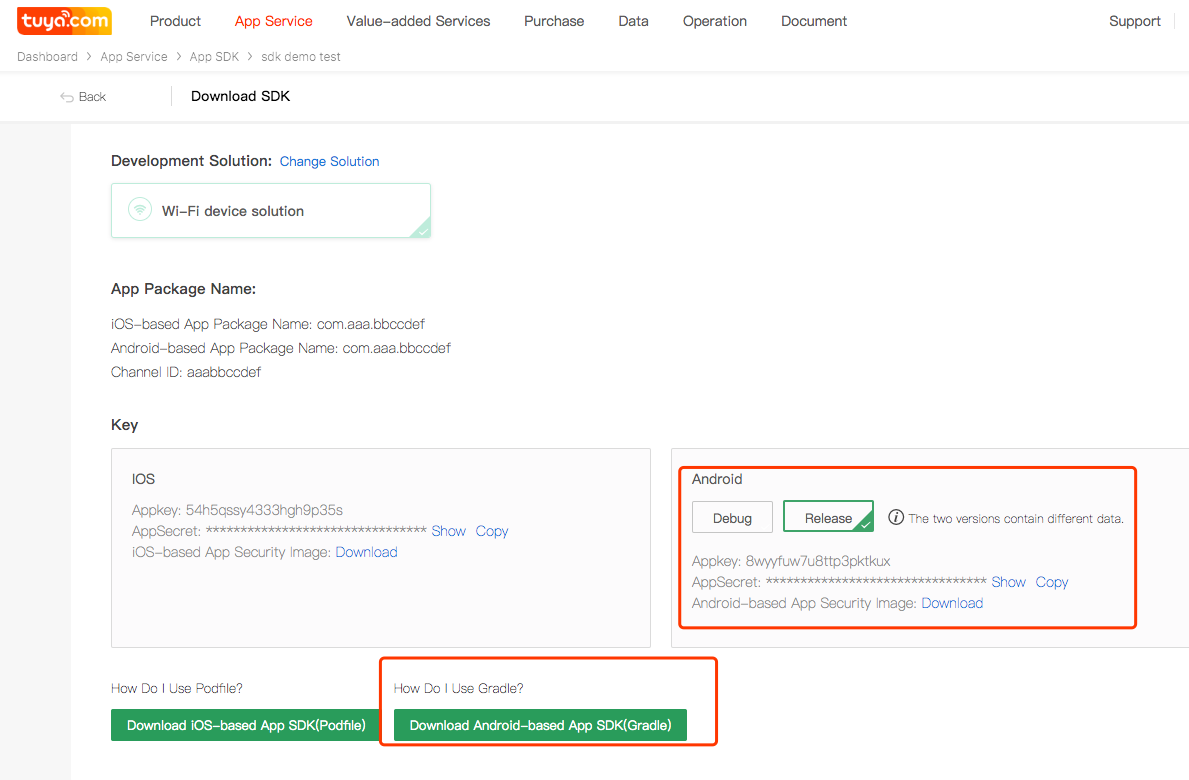 tuya.com Product App Service Value-added Services Purchase Data Operation Document Support
Dashboard > App Service > App SDK > sdk demo test
Back Download SDK
Development Solution: Change Solution
Wi-Fi device solution
App Package Name:
iOS-based App Package Name: com.aaa.bbccdef
Android-based App Package Name: com.aaa.bbccdef
Channel ID: aaabbccdef
Key
IOS
Appkey: 54h5qssy4333hgh9p35s
AppSecret: ******************************** Show Copy
iOS-based App Security Image: Download
Android
Debug Release The two versions contain different data.
Appkey: 8wyyfuw7u8ttp3pktkux
AppSecret: ******************************** Show Copy
Android-based App Security Image: Download
How Do I Use Podfile? How Do I Use Gradle?
Download iOS-based App SDK(Podfile) Download Android-based App SDK(Gradle)